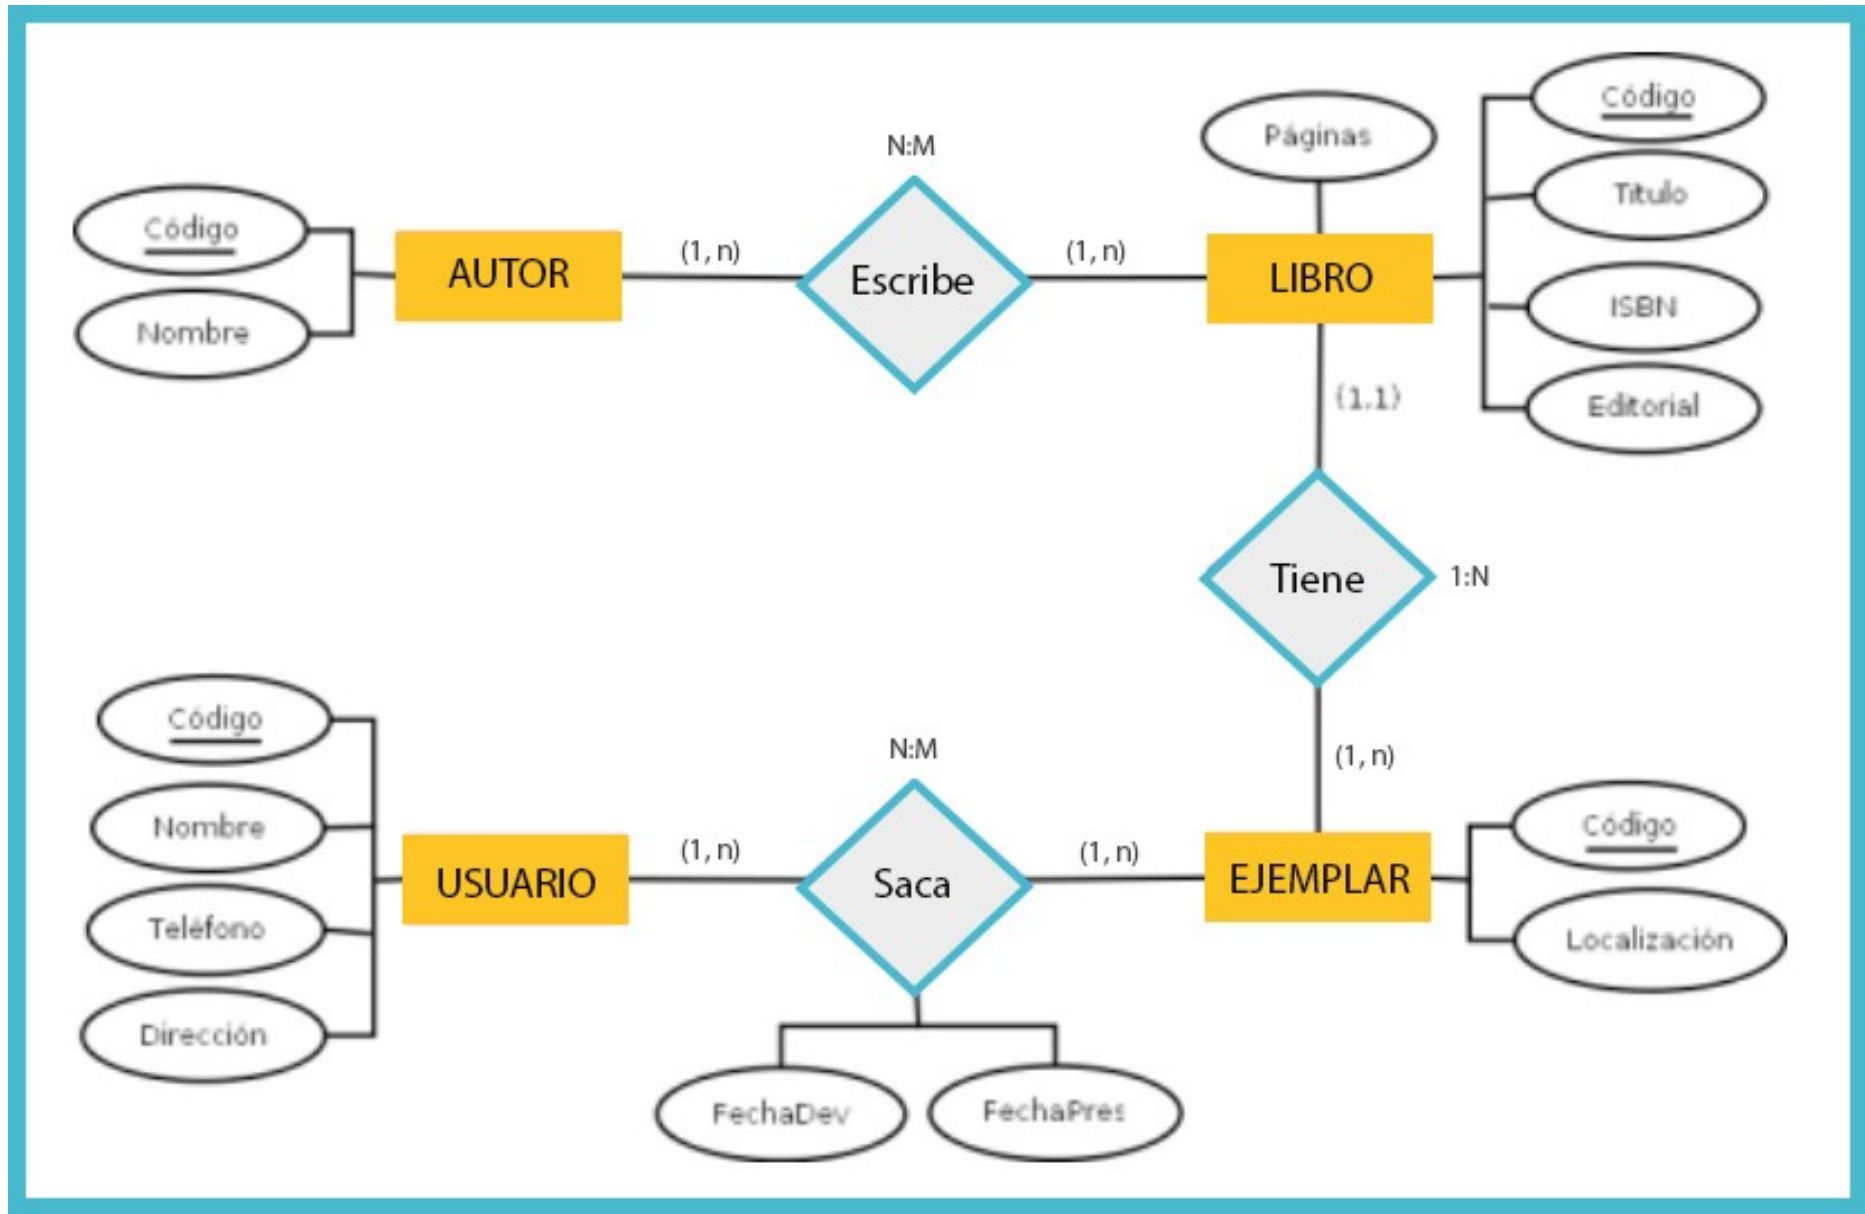 N:M
Código
Nombre
AUTOR
(1, n)
Escribe
(1, n)
LIBRO
Páginas
Código
Titulo
ISBN
Editorial
(1,1)
Tiene
1:N
(1, n)
Código
Nombre
Teléfono
Dirección
USUARIO
(1, n)
N:M
Saca
(1, n)
EJEMPLAR
Código
Localización
FechaDev
FechaPres